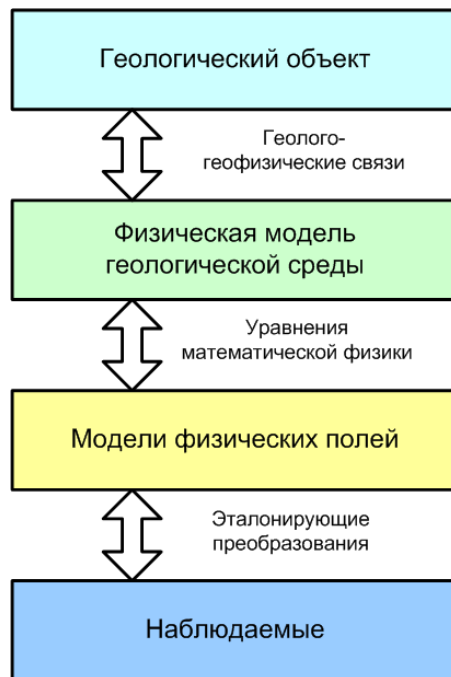 Геологический объект
Геолого-
геофизические связи
Физическая модель
геологической среды
Уравнения
математической физики
Модели физических полей
Эталонирующие
преобразования
Наблюдаемые